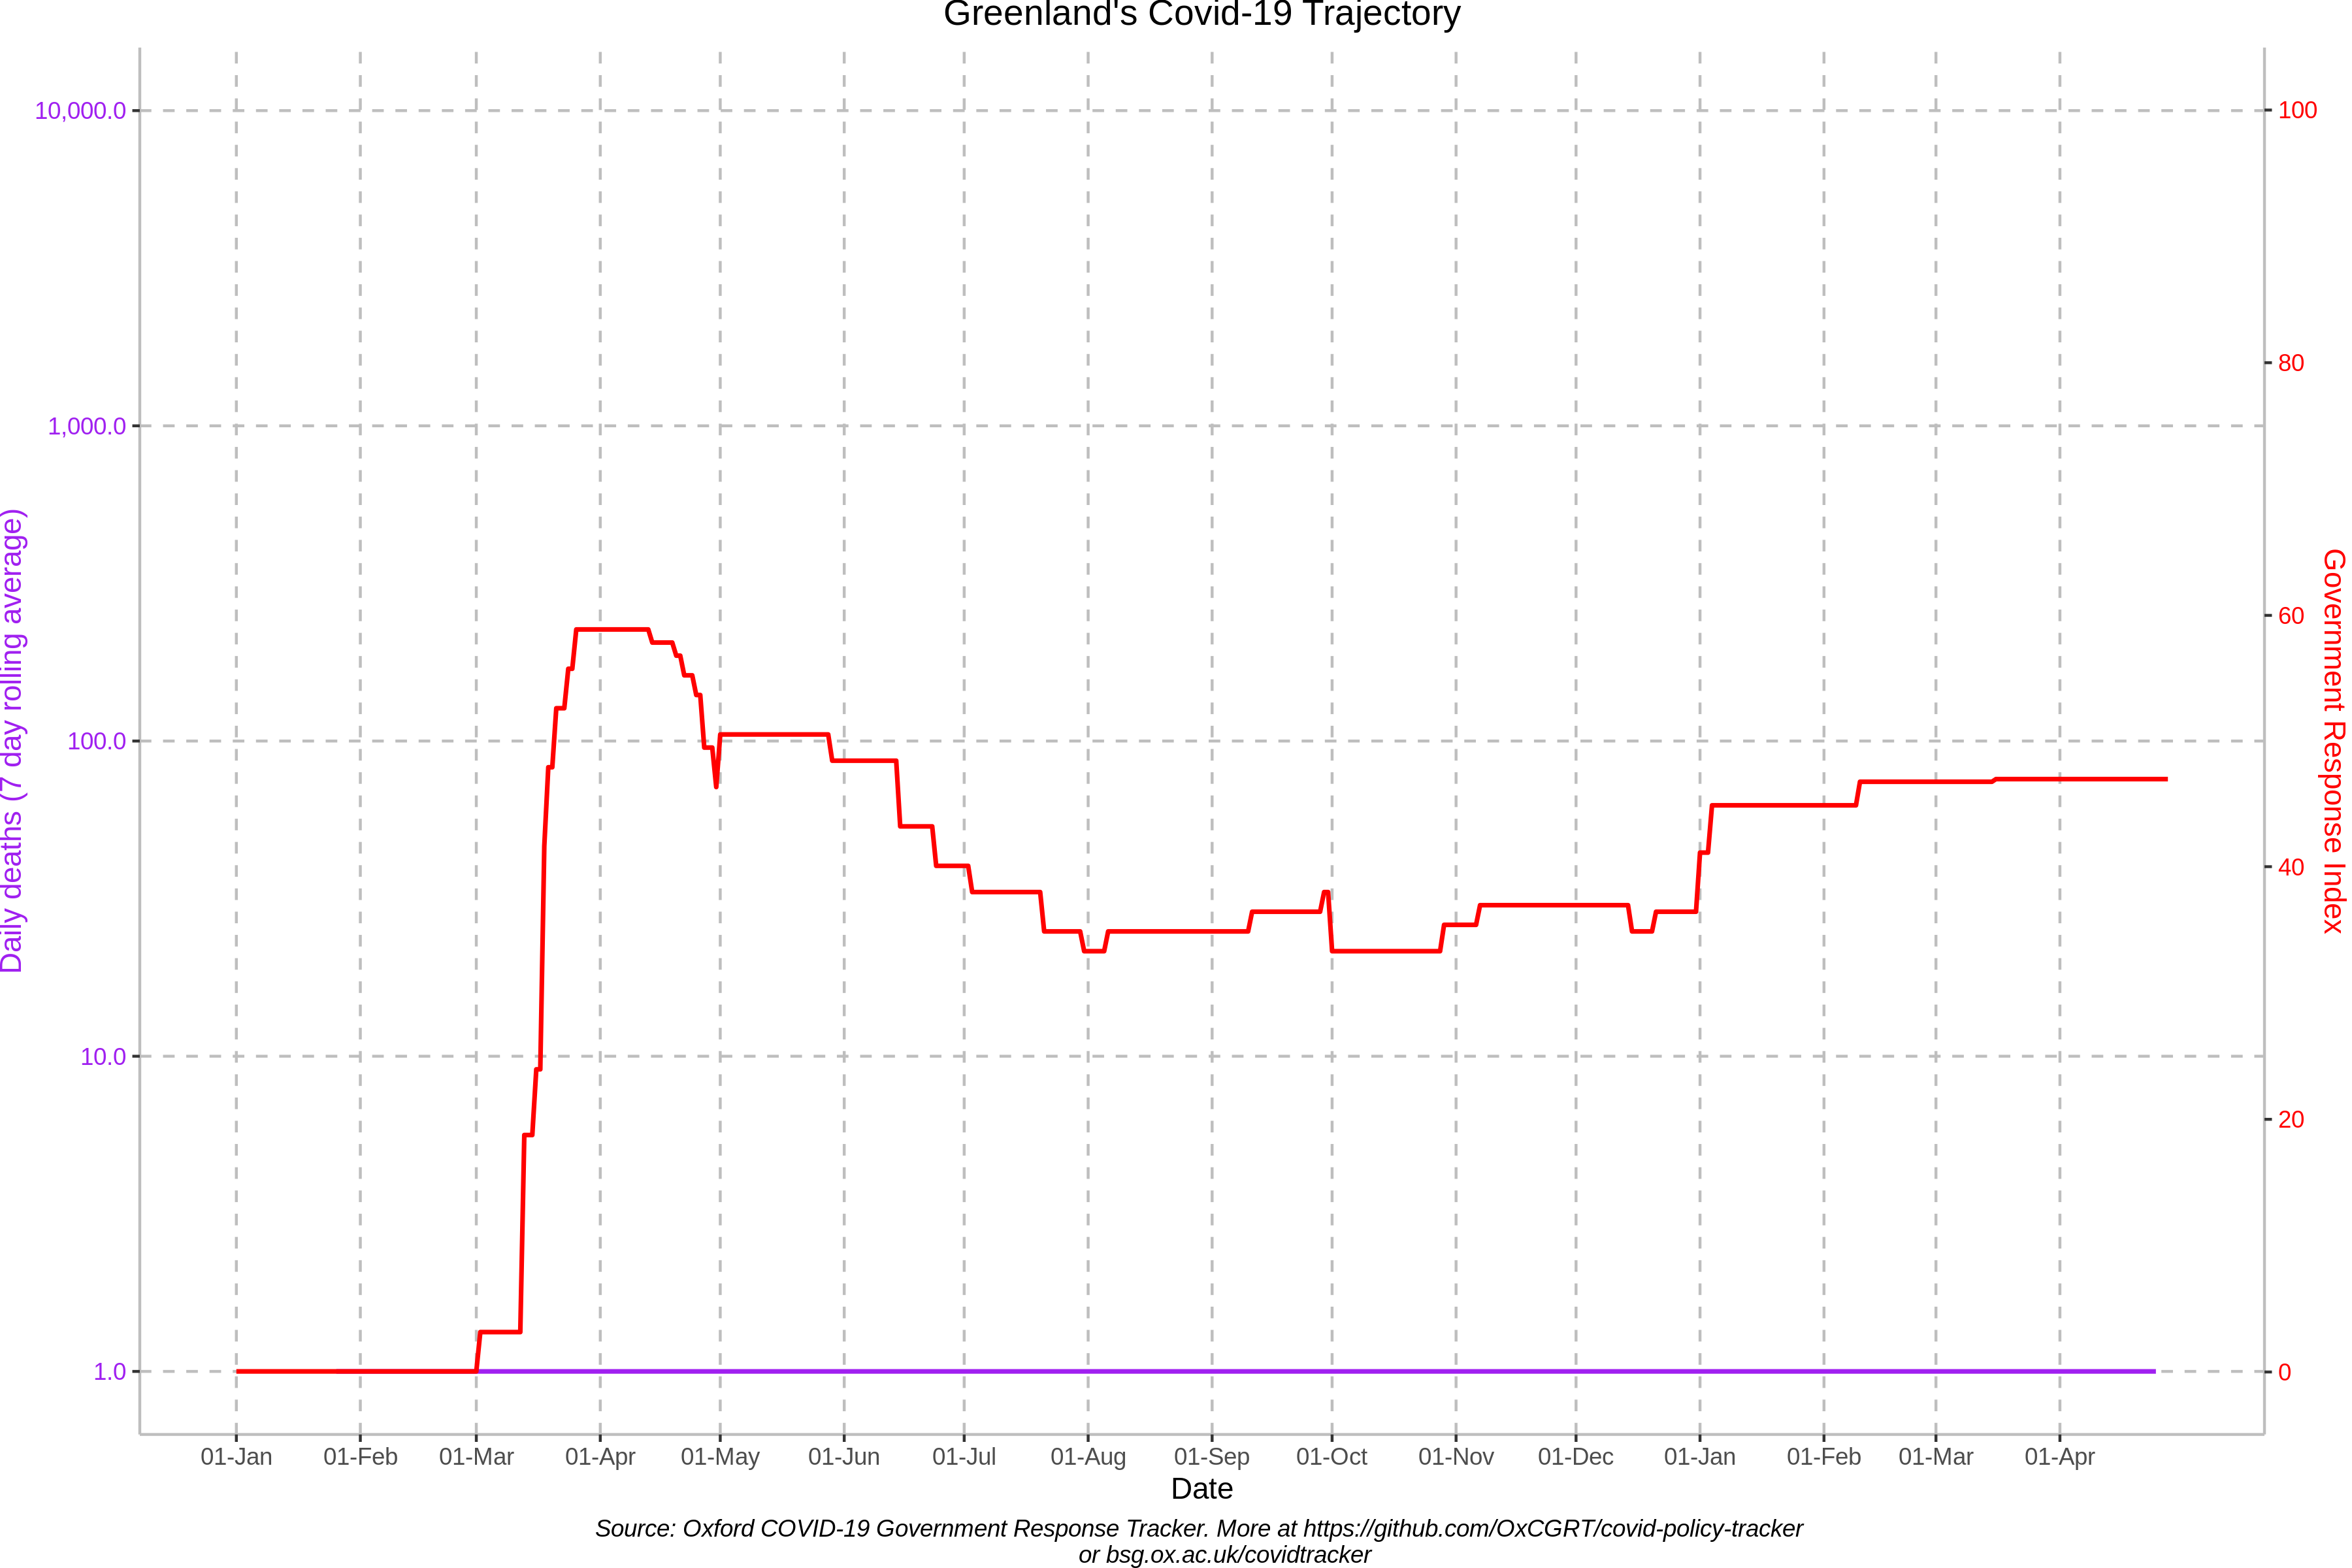 Greenland's Covid-19 Trajectory
10,000.0
1,000.0
100.0
10.0
1.0
Daily deaths (7 day rolling average)
100
80
60
40
20
0
Government Response Index
01-Jan 01-Feb 01-Mar 01-Apr 01-May 01-Jun 01-Jul 01-Aug 01-Sep 01-Oct 01-Nov 01-Dec 01-Jan 01-Feb 01-Mar 01-Apr
Date
Source: Oxford COVID-19 Government Response Tracker. More at https://github.com/OxCGRT/covid-policy-tracker
or bsg.ox.ac.uk/covidtracker